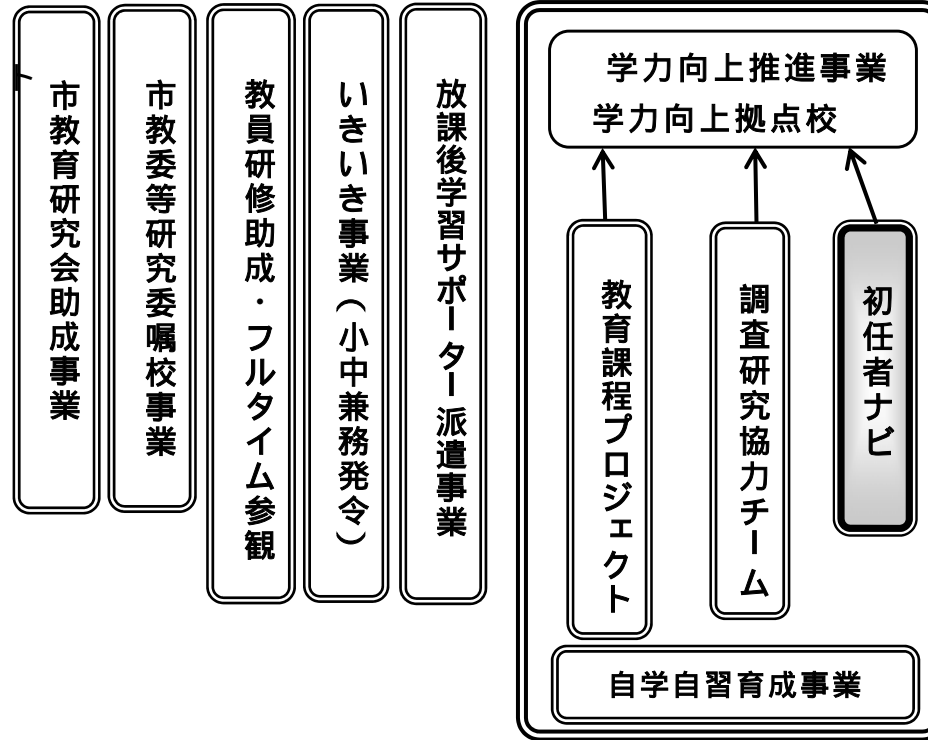 学力向上推進事業
学力向上拠点校
初任者ナビ
調査研究協力チーム
教育課程プロジェクト
自学自習育成事業
放課後学習サポーター派遣事業
いきいき事業（小中兼務発令）
教員研修助成・フルタイム参観
市教委等研究委嘱校事業
市教育研究会助成事業